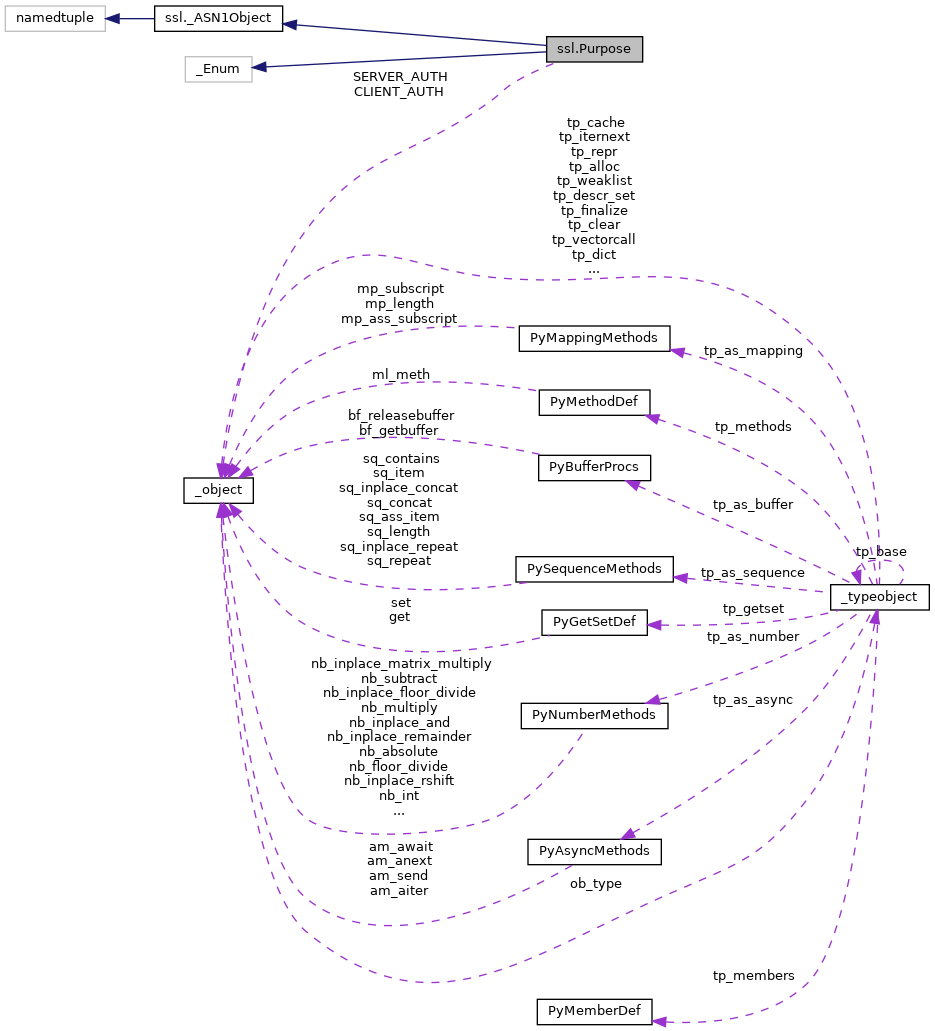 namedtuple
ssl._ASN1Object
ssl.Purpose
_Enum
SERVER_AUTH
CLIENT_AUTH
tp_cache
tp_iternext
tp_repr
tp_alloc
tp_weaklist
tp_descr_set
tp_finalize
tp_clear
tp_vectorcall
tp_dict
...
mp_subscript
mp_length
mp_ass_subscript
PyMappingMethods
tp_as_mapping
ml_meth
PyMethodDef
tp_methods
bf_releasebuffer
bf_getbuffer
PyBufferProcs
tp_as_buffer
_object
sq_contains
sq_item
sq_inplace_concat
sq_concat
sq_ass_item
sq_length
sq_inplace_repeat
sq_repeat
PySequenceMethods
tp_as_sequence
tp_base
_typeobject
set
get
PyGetSetDef
tp_getset
tp_as_number
nb_inplace_matrix_multiply
nb_subtract
nb_inplace_floor_divide
nb_multiply
nb_inplace_and
nb_inplace_remainder
nb_absolute
nb_floor_divide
nb_inplace_rshift
nb_int
...
PyNumberMethods
tp_as_async
am_await
am_anext
am_send
am_aiter
PyAsyncMethods
ob_type
tp_members
PyMemberDef